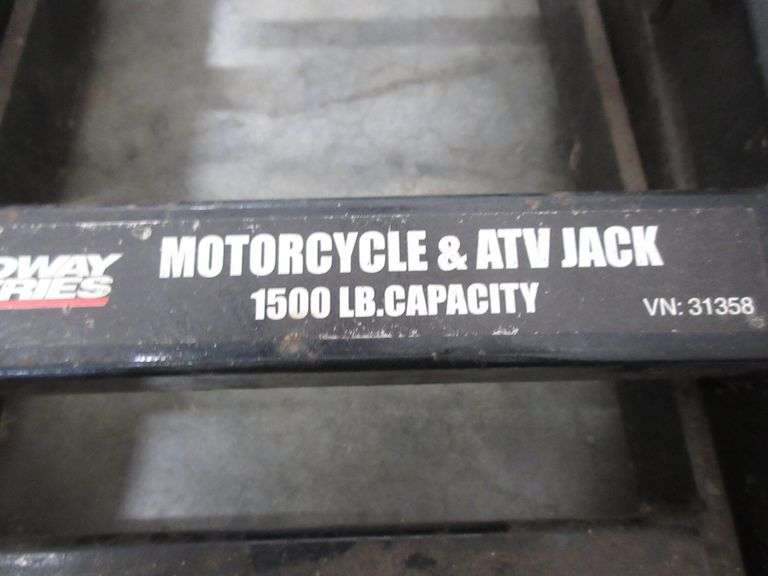 MOTORCYCLE & ATV JACK
1500 LB.CAPACITY
VN: 31358